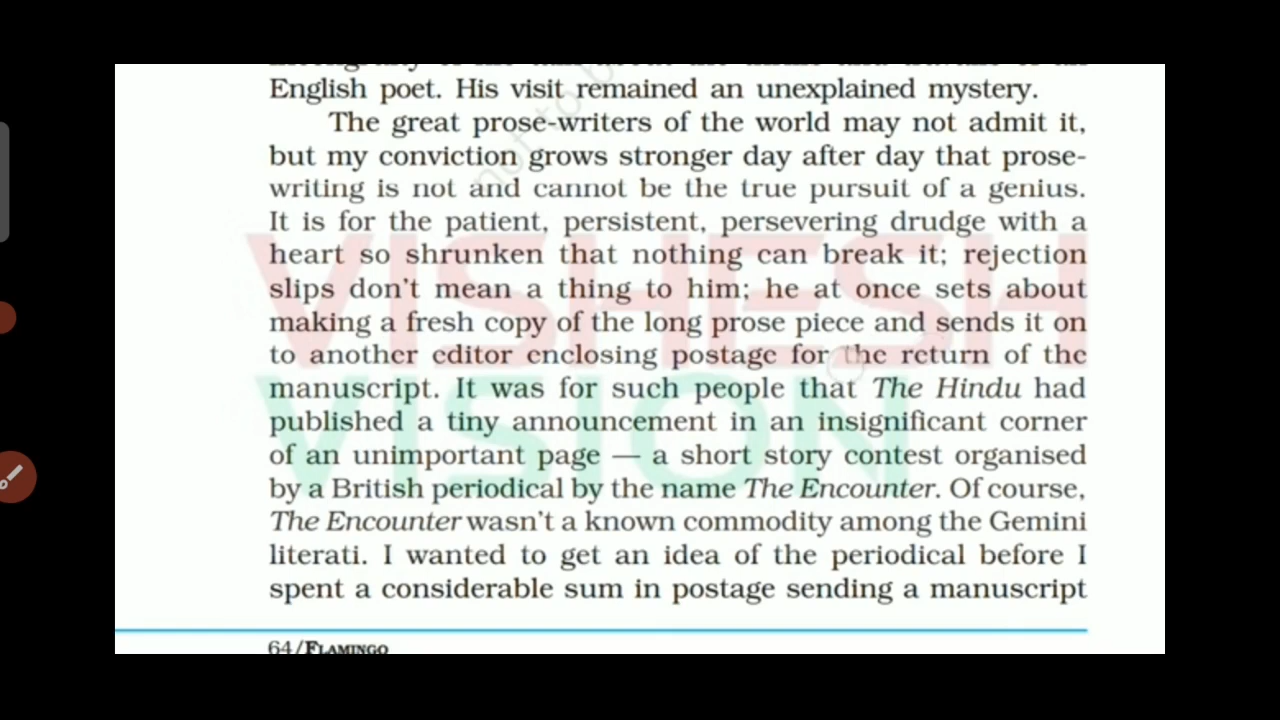 English poet. His visit remained an unexplained mystery.
The great prose-writers of the world may not admit it,
but my conviction grows stronger day after day that prose-
writing is not and cannot be the true pursuit of a genius.
It is for the patient, persistent, persevering drudge with a
heart so shrunken that nothing can break it; rejection
slips don't mean a thing to him; he at once sets about
making a fresh copy of the long prose piece and sends it on
to another editor enclosing postage for the return of the
manuscript. It was for such people that The Hindu had
published a tiny announcement in an insignificant corner
of an unimportant page — a short story contest organised
by a British periodical by the name The Encounter. Of course,
The Encounter wasn't a known commodity among the Gemini
literati. I wanted to get an idea of the periodical before I
spent a considerable sum in postage sending a manuscript
64/FLAMINGO
VISHESH
VISION
not to b